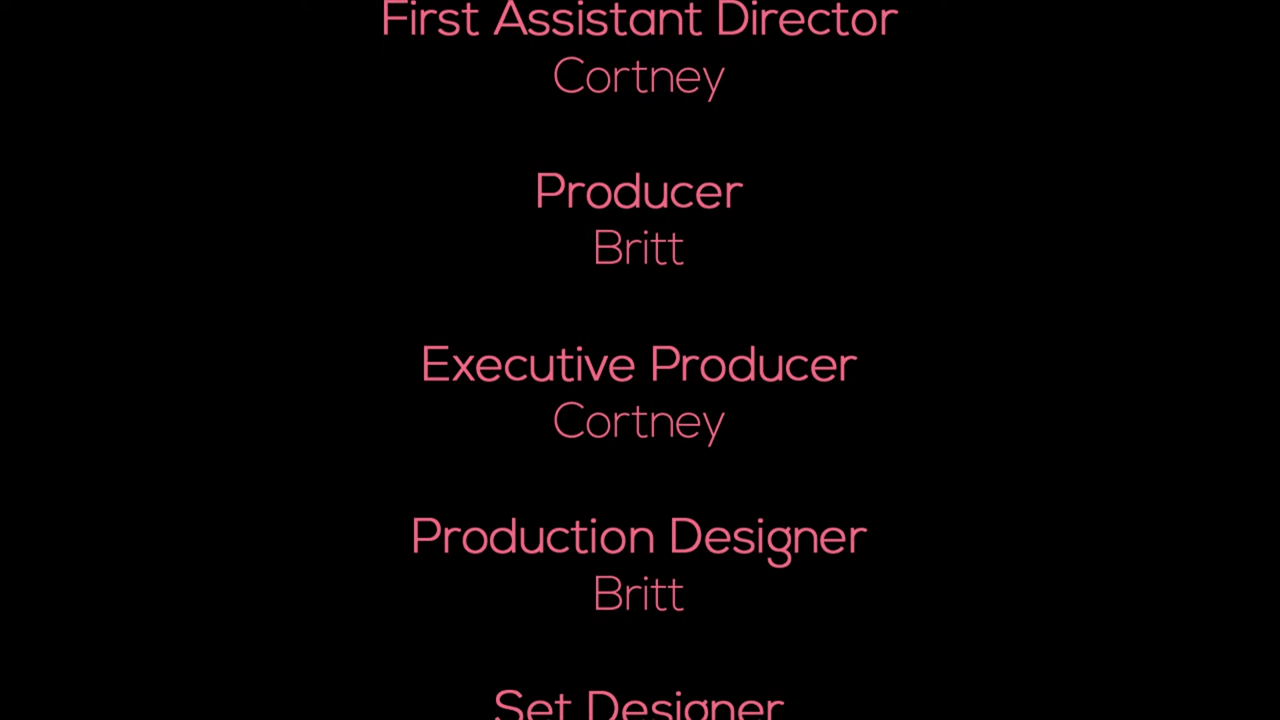 First Assistant Director
Cortney
Producer
Britt
Executive Producer
Cortney
Production Designer
Britt
Set Designer